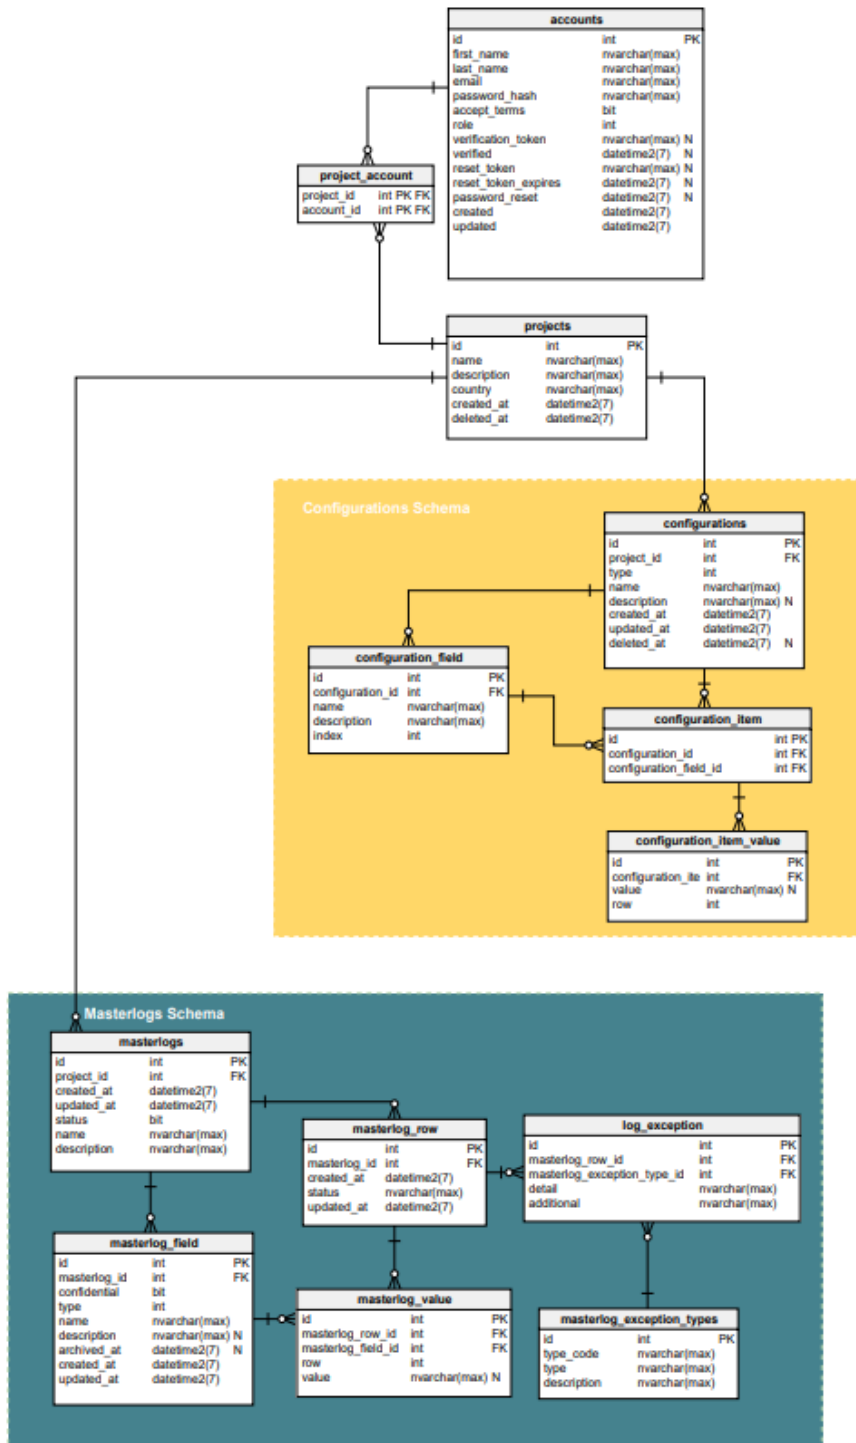 accounts
id int PK
first_name nvarchar(max)
last_name nvarchar(max)
email nvarchar(max)
password_hash nvarchar(max)
accept_terms bit
role int
verification_token nvarchar(max) N
verified datetime2(7) N
reset_token nvarchar(max) N
reset_token_expires datetime2(7) N
password_reset datetime2(7) N
created datetime2(7)
updated datetime2(7)
project_account
project_id int PK FK
account_id int PK FK
projects
id int PK
name nvarchar(max)
description nvarchar(max)
country nvarchar(max)
created_at datetime2(7)
deleted_at datetime2(7)
Configurations Schema
configurations
id int PK
project_id int FK
type int
name nvarchar(max)
description nvarchar(max) N
created_at datetime2(7)
updated_at datetime2(7)
deleted_at datetime2(7) N
configuration_field
id int PK
configuration_id int FK
name nvarchar(max)
description nvarchar(max)
index int
configuration_item
id int PK
configuration_id int FK
configuration_field_id int FK
configuration_item_value
id int PK
configuration_ite int FK
value nvarchar(max) N
row int
Masterlogs Schema
masterlogs
id int PK
project_id int FK
created_at datetime2(7)
updated_at datetime2(7)
status bit
name nvarchar(max)
description nvarchar(max)
masterlog_row
id int PK
masterlog_id int FK
created_at datetime2(7)
status nvarchar(max)
updated_at datetime2(7)
log_exception
id int PK
masterlog_row_id int FK
masterlog_exception_type_id int FK
detail nvarchar(max)
additional nvarchar(max)
masterlog_field
id int PK
masterlog_id int FK
confidential bit
type int
name nvarchar(max)
description nvarchar(max) N
archived_at datetime2(7) N
created_at datetime2(7)
updated_at datetime2(7)
masterlog_value
id int PK
masterlog_row_id int FK
masterlog_field_id int FK
row int
value nvarchar(max) N
masterlog_exception_types
id int PK
type_code nvarchar(max)
type nvarchar(max)
description nvarchar(max)